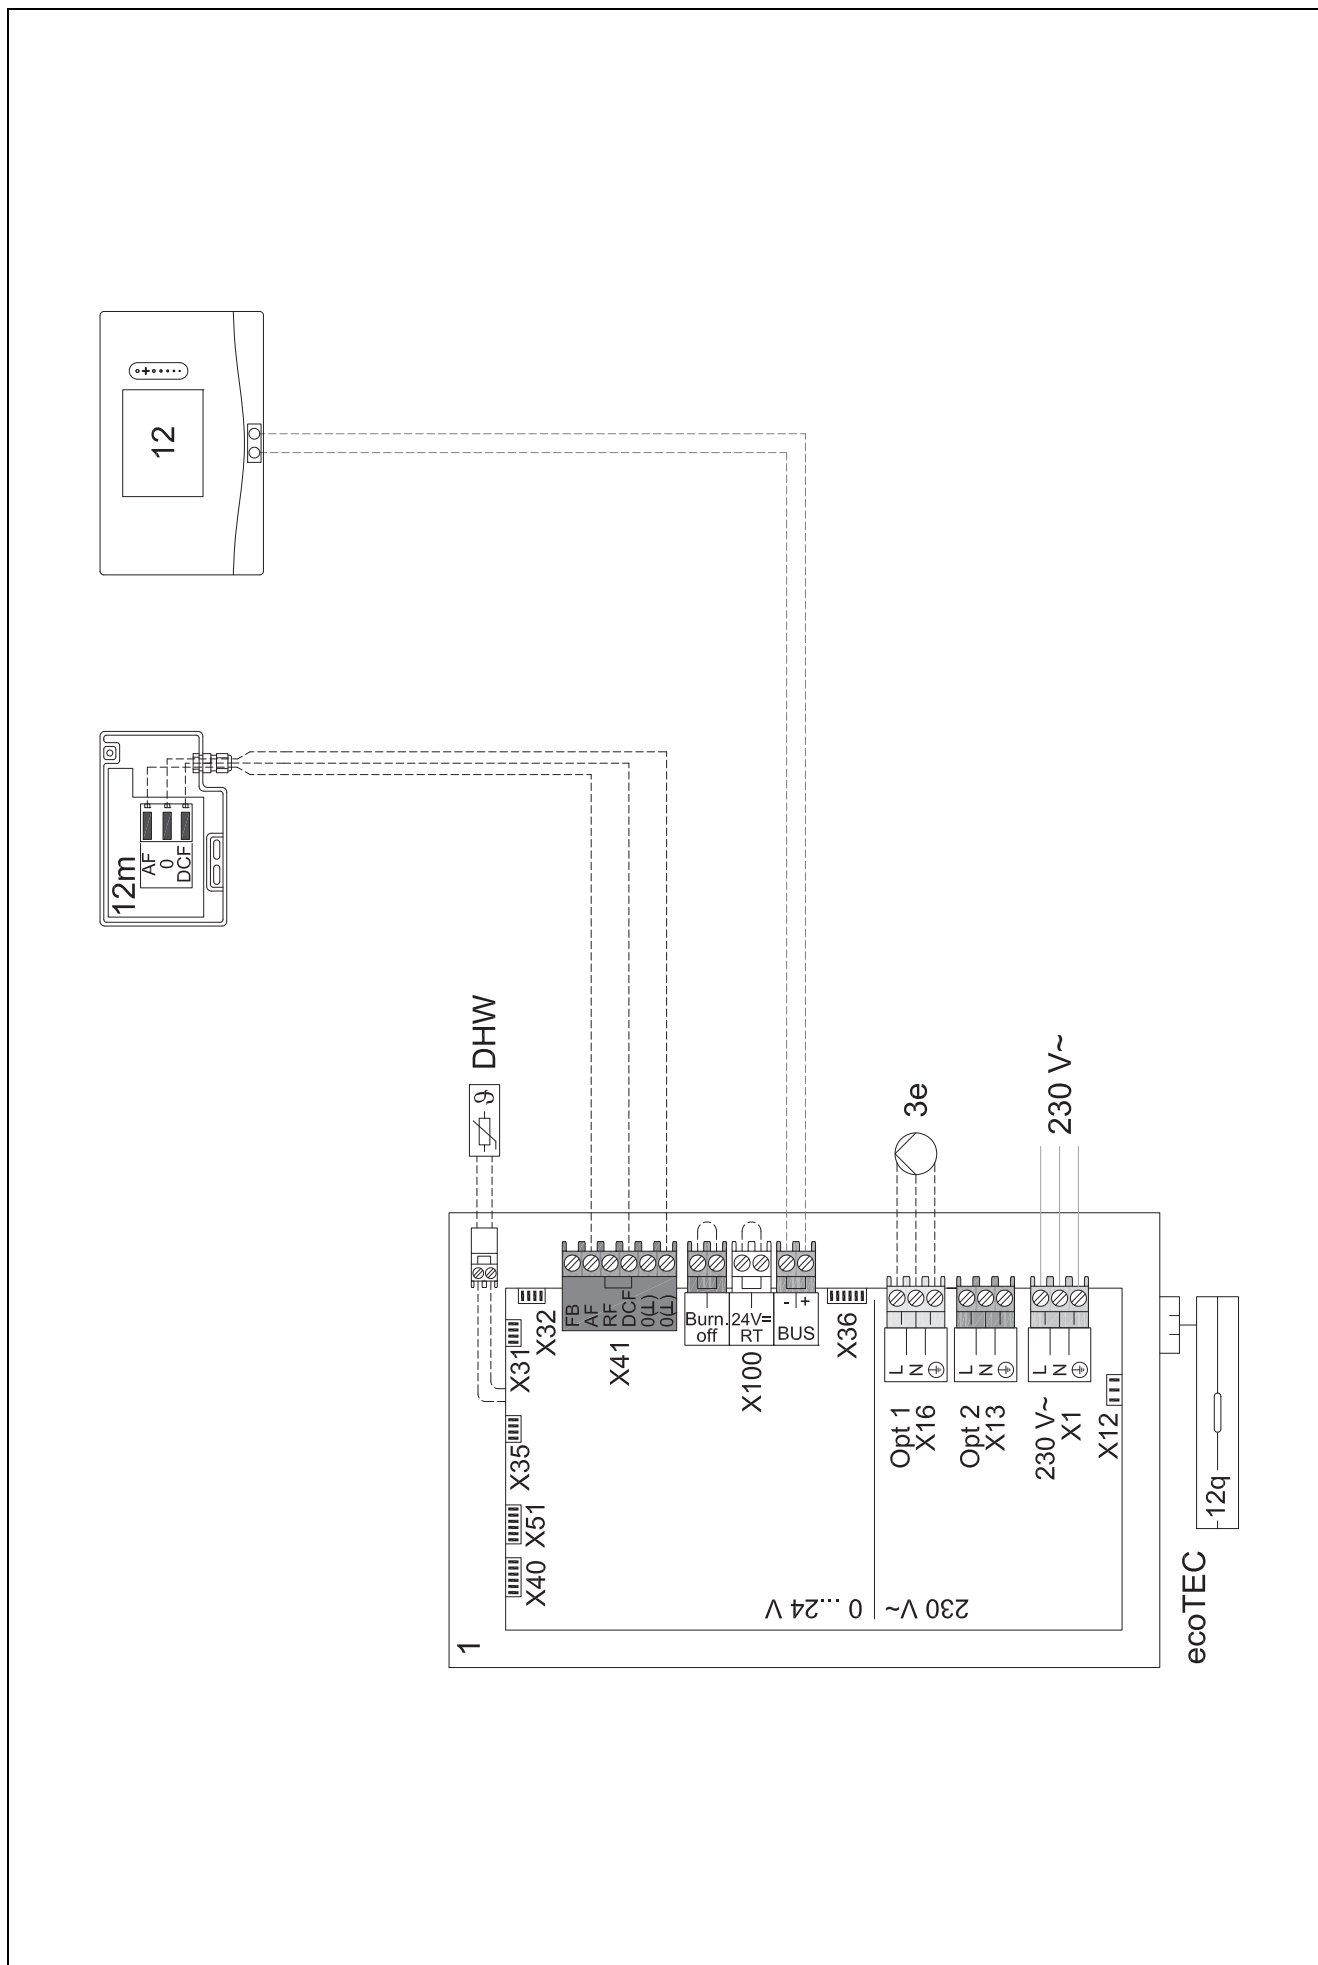 12
12m
AF
0
DCF
DHW
ϑ
3e
230 V~
1
X40
X51
X35
X31
X32
FB
AF
RF
DCF
0(⊥)
0(⊥)
X41
Burn.
off
24V=
RT
X100
- +
BUS
X36
L
N
⏚
Opt 1
X16
L
N
⏚
Opt 2
X13
L
N
⏚
230 V~
X1
X12
0 ...24 V
230 V~
ecoTEC
12q